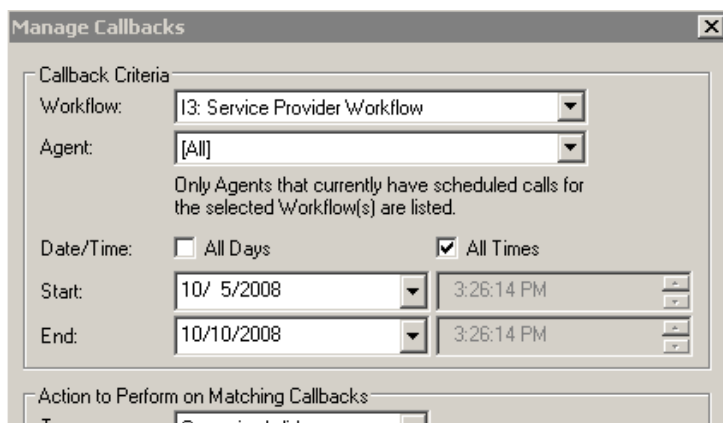 Manage Callbacks
Callback Criteria
Workflow: I3: Service Provider Workflow
Agent: [All]
Only Agents that currently have scheduled calls for
the selected Workflow(s) are listed.
Date/Time: All Days All Times
Start: 10/ 5/2008 3:26:14 PM
End: 10/10/2008 3:26:14 PM
Action to Perform on Matching Callbacks